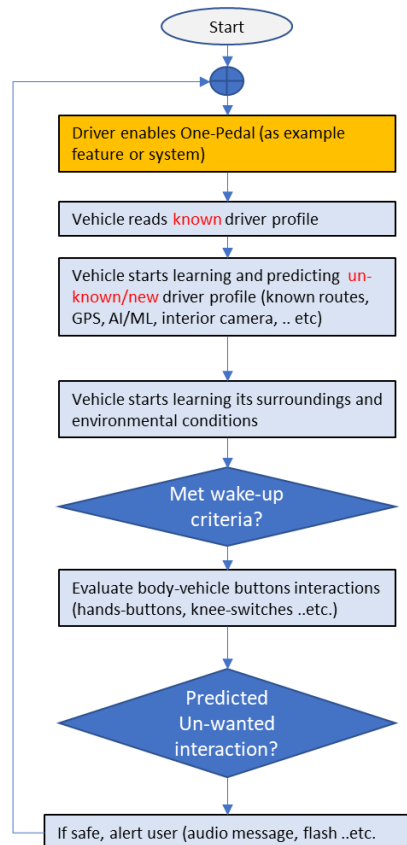 Start
Driver enables One-Pedal (as example
feature or system)
Vehicle reads known driver profile
Vehicle starts learning and predicting un-
known/new driver profile (known routes,
GPS, AI/ML, interior camera, .. etc)
Vehicle starts learning its surroundings and
environmental conditions
Met wake-up
criteria?
Evaluate body-vehicle buttons interactions
(hands-buttons, knee-switches ..etc.)
Predicted
Un-wanted
interaction?
If safe, alert user (audio message, flash ..etc.